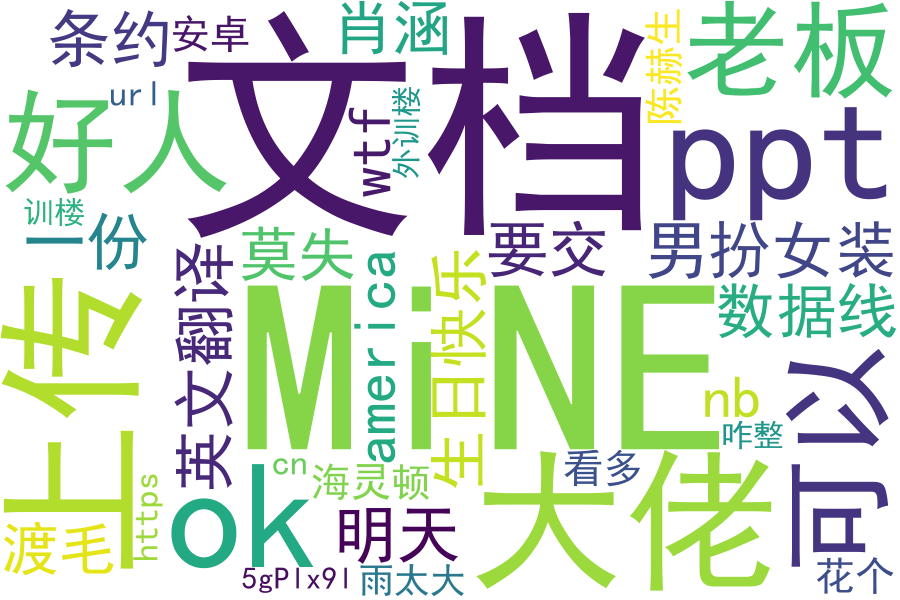 条约
安卓
肖涵
陈赫生
老板
文档
url
好人
wtf
外训楼
ppt
训楼
一份
莫失
要交
男扮女装
英文翻译
america
生日快乐
数据线
上传
MiNE
可以
nb
咋整
cn
海灵顿
看多
大佬
ok
https
渡毛
明天
5gPlx9l
雨太大
花个